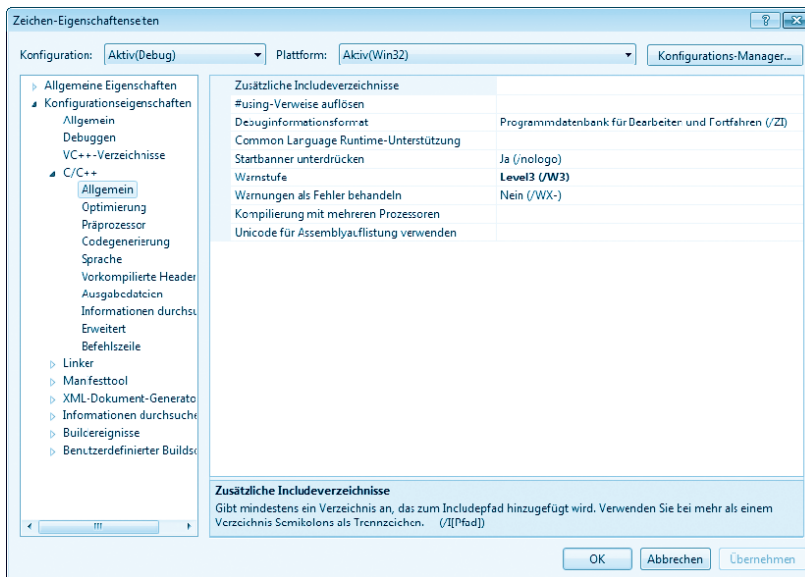 Zeichen-Eigenschaftenseiten
Konfiguration: Aktiv(Debug) Plattform: Aktiv(Win32) Konfigurations-Manager...
Allgemeine Eigenschaften
Konfigurationseigenschaften
Allgemein
Debuggen
VC++-Verzeichnisse
C/C++
Allgemein
Optimierung
Präprozessor
Codegenerierung
Sprache
Vorkompilierte Header
Ausgabedateien
Informationen durchsu
Erweitert
Befehlszeile
Linker
Manifesttool
XML-Dokument-Generato
Informationen durchsuche
Buildereignisse
Benutzerdefinierter Buildsc
Zusätzliche Includeverzeichnisse
#using-Verweise auflösen
Debuginformationsformat Programmdatenbank für Bearbeiten und Fortfahren (/ZI)
Common Language Runtime-Unterstützung
Startbanner unterdrücken Ja (/nologo)
Warnstufe Level3 (/W3)
Warnungen als Fehler behandeln Nein (/WX-)
Kompilierung mit mehreren Prozessoren
Unicode für Assemblyauflistung verwenden
Zusätzliche Includeverzeichnisse
Gibt mindestens ein Verzeichnis an, das zum Includepfad hinzugefügt wird. Verwenden Sie bei mehr als einem
Verzeichnis Semikolons als Trennzeichen. (/I[Pfad])
OK Abbrechen Übernehmen